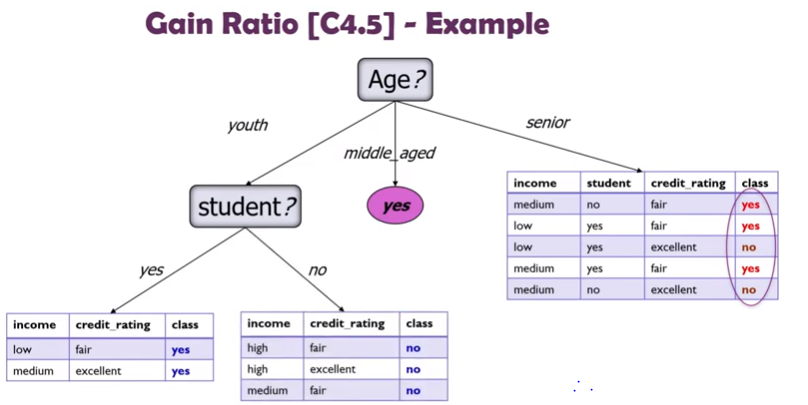 Gain Ratio [C4.5] - Example
Age?
youth
middle_aged
senior
student?
yes
yes
no
income student credit_rating class
medium no fair yes
low yes fair yes
low yes excellent no
medium yes fair yes
medium no excellent no
income credit_rating class
low fair yes
medium excellent yes
income credit_rating class
high fair no
high excellent no
medium fair no